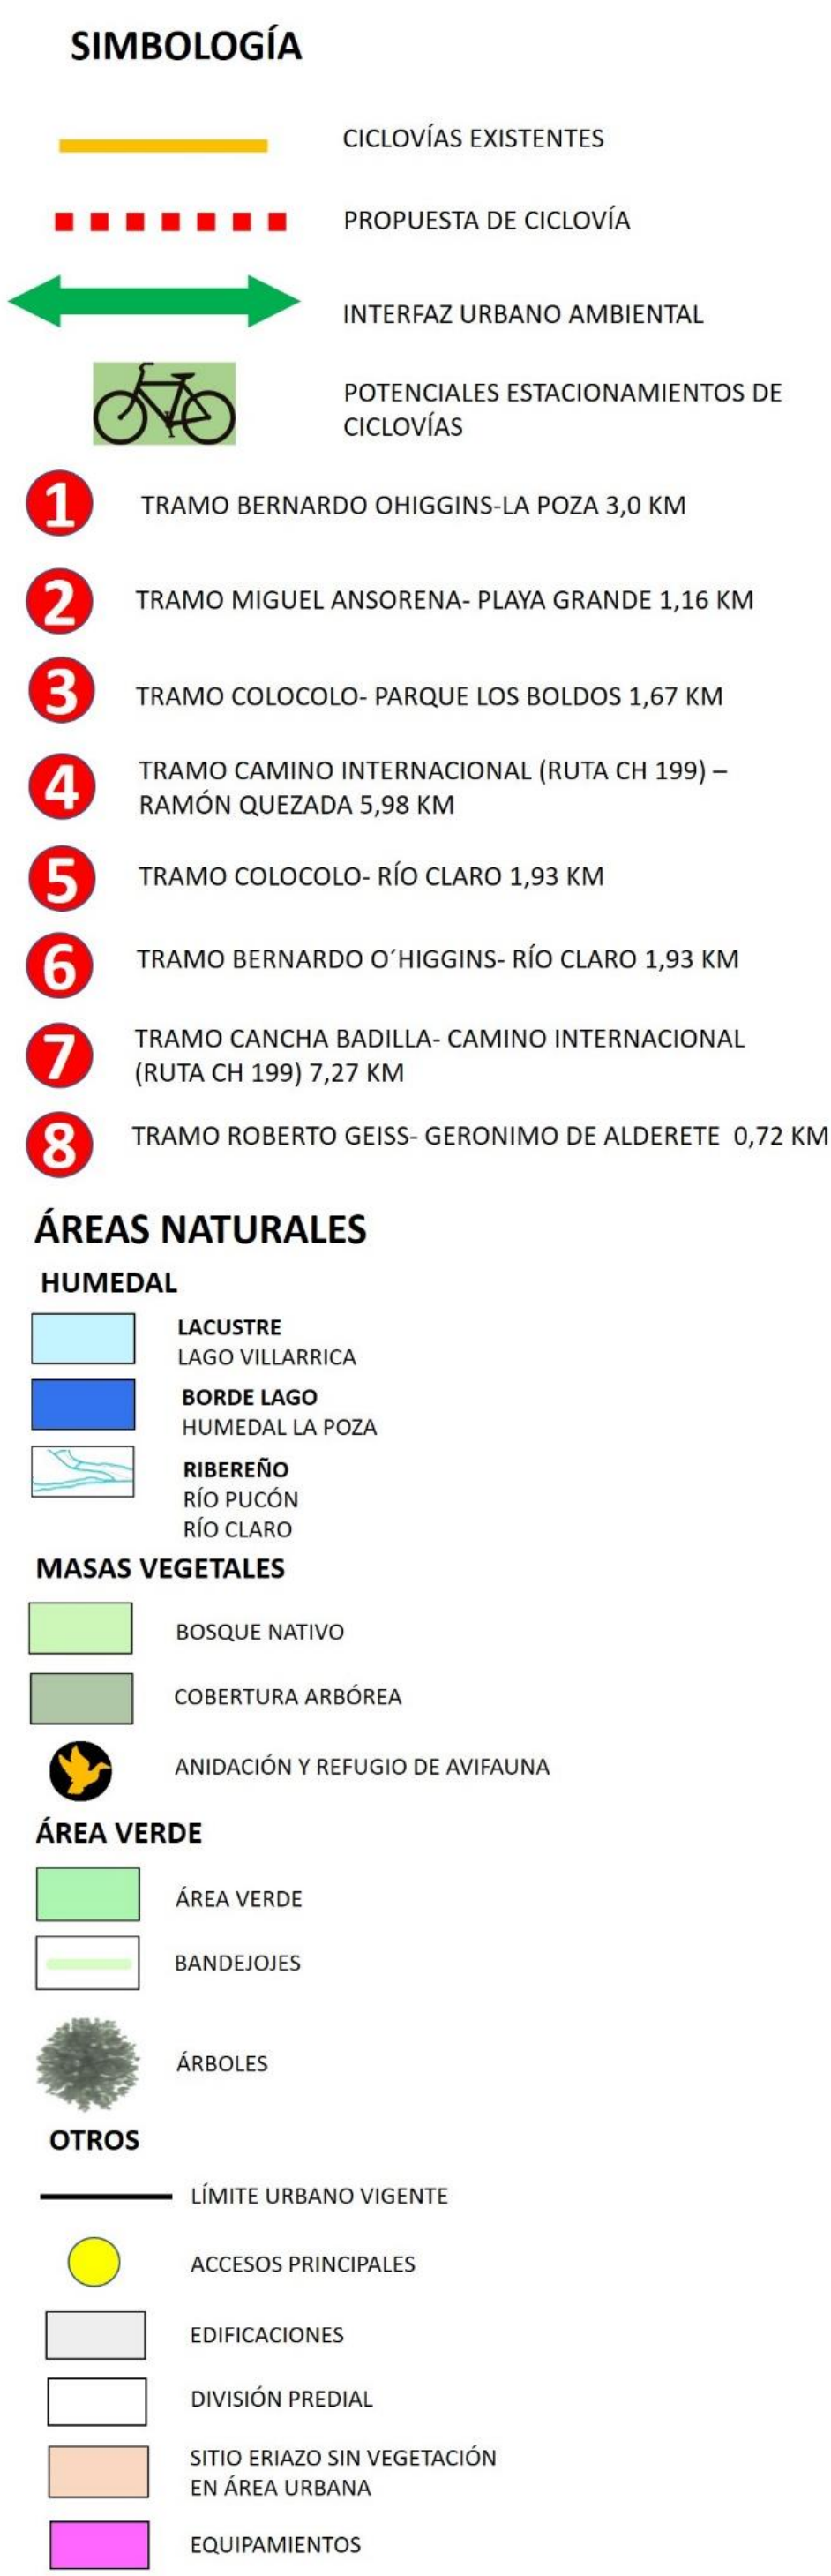 SIMBOLOGÍA
CICLOVÍAS EXISTENTES
PROPUESTA DE CICLOVÍA
INTERFAZ URBANO AMBIENTAL
POTENCIALES ESTACIONAMIENTOS DE
CICLOVÍAS
1 TRAMO BERNARDO OHIGGINS-LA POZA 3,0 KM
2 TRAMO MIGUEL ANSORENA- PLAYA GRANDE 1,16 KM
3 TRAMO COLOCOLO- PARQUE LOS BOLDOS 1,67 KM
4 TRAMO CAMINO INTERNACIONAL (RUTA CH 199) –
RAMÓN QUEZADA 5,98 KM
5 TRAMO COLOCOLO- RÍO CLARO 1,93 KM
6 TRAMO BERNARDO O´HIGGINS- RÍO CLARO 1,93 KM
7 TRAMO CANCHA BADILLA- CAMINO INTERNACIONAL
(RUTA CH 199) 7,27 KM
8 TRAMO ROBERTO GEISS- GERONIMO DE ALDERETE 0,72 KM
ÁREAS NATURALES
HUMEDAL
LACUSTRE
LAGO VILLARRICA
BORDE LAGO
HUMEDAL LA POZA
RIBEREÑO
RÍO PUCÓN
RÍO CLARO
MASAS VEGETALES
BOSQUE NATIVO
COBERTURA ARBÓREA
ANIDACIÓN Y REFUGIO DE AVIFAUNA
ÁREA VERDE
ÁREA VERDE
BANDEJOJES
ÁRBOLES
OTROS
LÍMITE URBANO VIGENTE
ACCESOS PRINCIPALES
EDIFICACIONES
DIVISIÓN PREDIAL
SITIO ERIAZO SIN VEGETACIÓN
EN ÁREA URBANA
EQUIPAMIENTOS